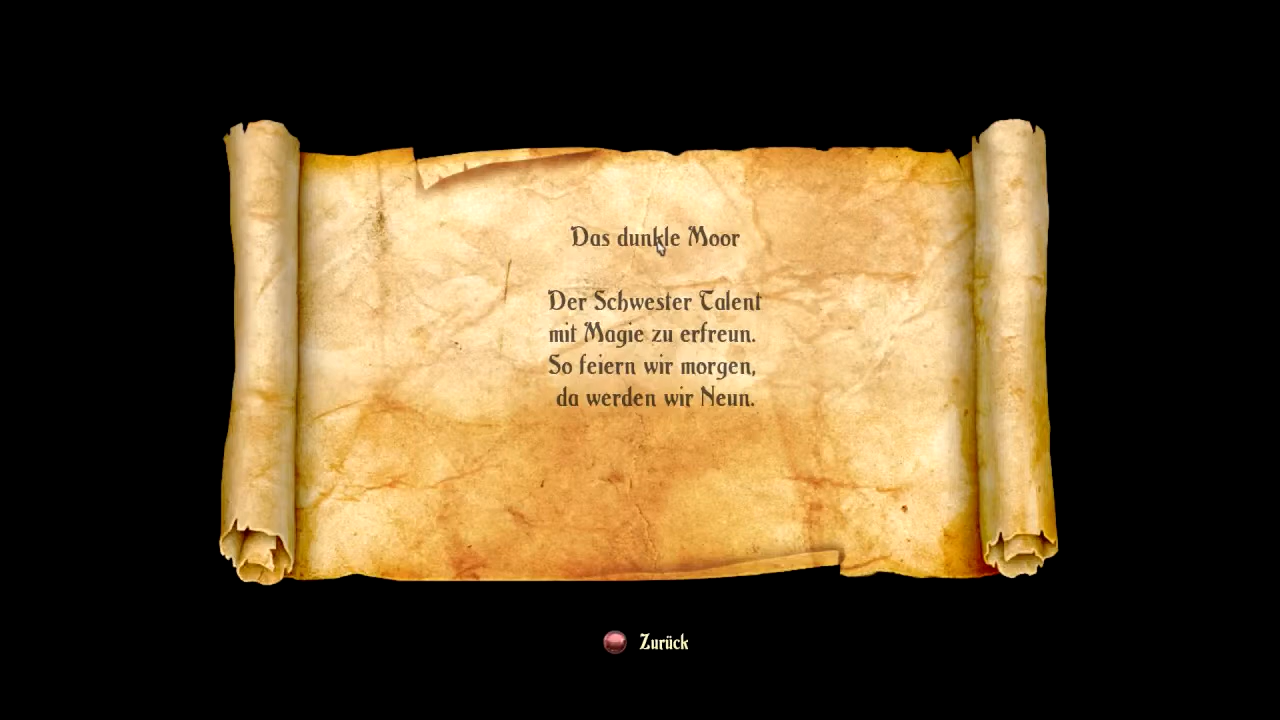 Das dunkle Moor
Der Schwester Talent
mit Magie zu erfreun.
So feiern wir morgen,
da werden wir Neun.
Zurück